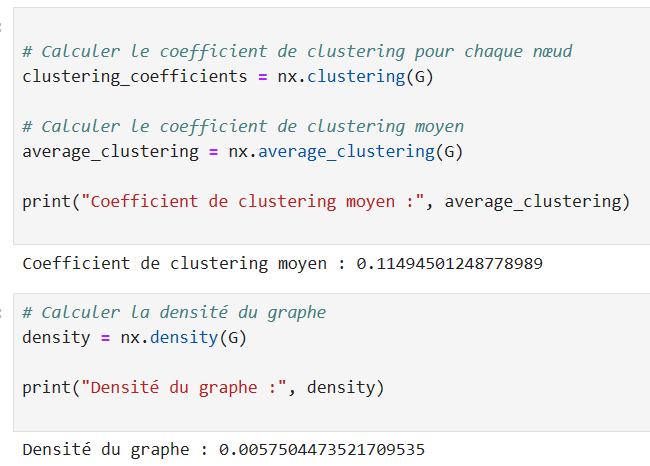 # Calculer le coefficient de clustering pour chaque nœud
clustering_coefficients = nx.clustering(G)
# Calculer le coefficient de clustering moyen
average_clustering = nx.average_clustering(G)
print("Coefficient de clustering moyen :", average_clustering)
Coefficient de clustering moyen : 0.11494501248778989
# Calculer la densité du graphe
density = nx.density(G)
print("Densité du graphe :", density)
Densité du graphe : 0.0057504473521709535